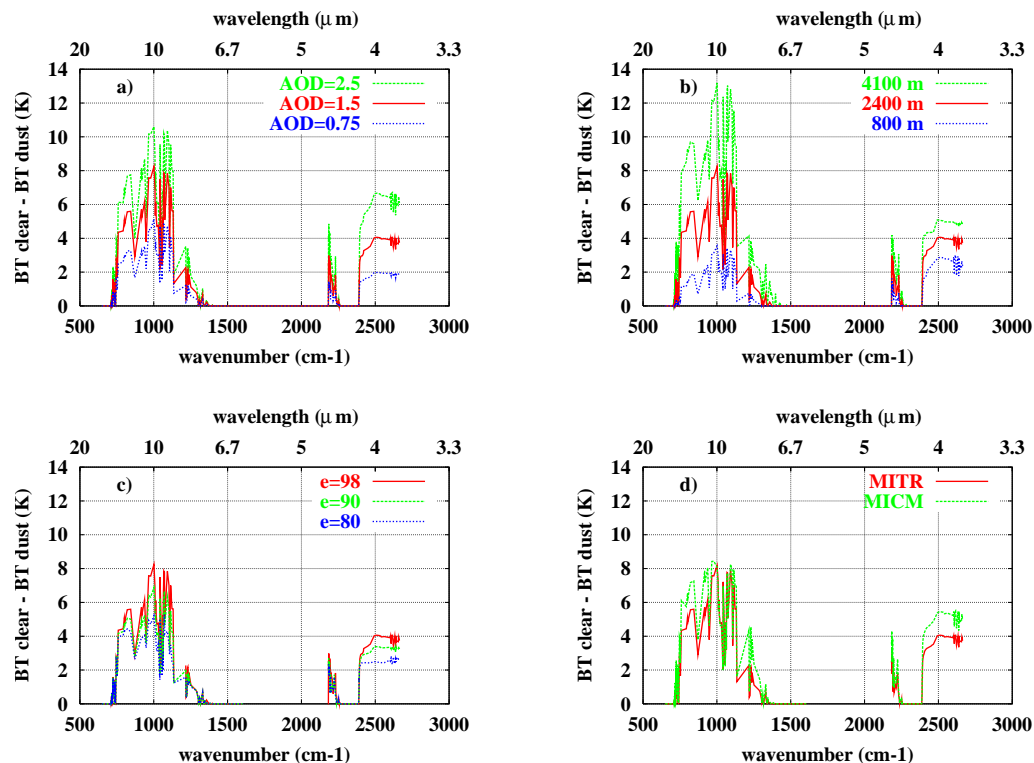 wavelength (μm)
20 10 6.7 5 4 3.3
14
12
10
8
6
4
2
0
BT clear - BT dust (K)
a)
AOD=2.5
AOD=1.5
AOD=0.75
500 1000 1500 2000 2500 3000
wavenumber (cm-1)
wavelength (μm)
20 10 6.7 5 4 3.3
14
12
10
8
6
4
2
0
BT clear - BT dust (K)
b)
4100 m
2400 m
800 m
500 1000 1500 2000 2500 3000
wavenumber (cm-1)
wavelength (μm)
20 10 6.7 5 4 3.3
14
12
10
8
6
4
2
0
BT clear - BT dust (K)
c)
e=98
e=90
e=80
500 1000 1500 2000 2500 3000
wavenumber (cm-1)
wavelength (μm)
20 10 6.7 5 4 3.3
14
12
10
8
6
4
2
0
BT clear - BT dust (K)
d)
MITR
MICM
500 1000 1500 2000 2500 3000
wavenumber (cm-1)